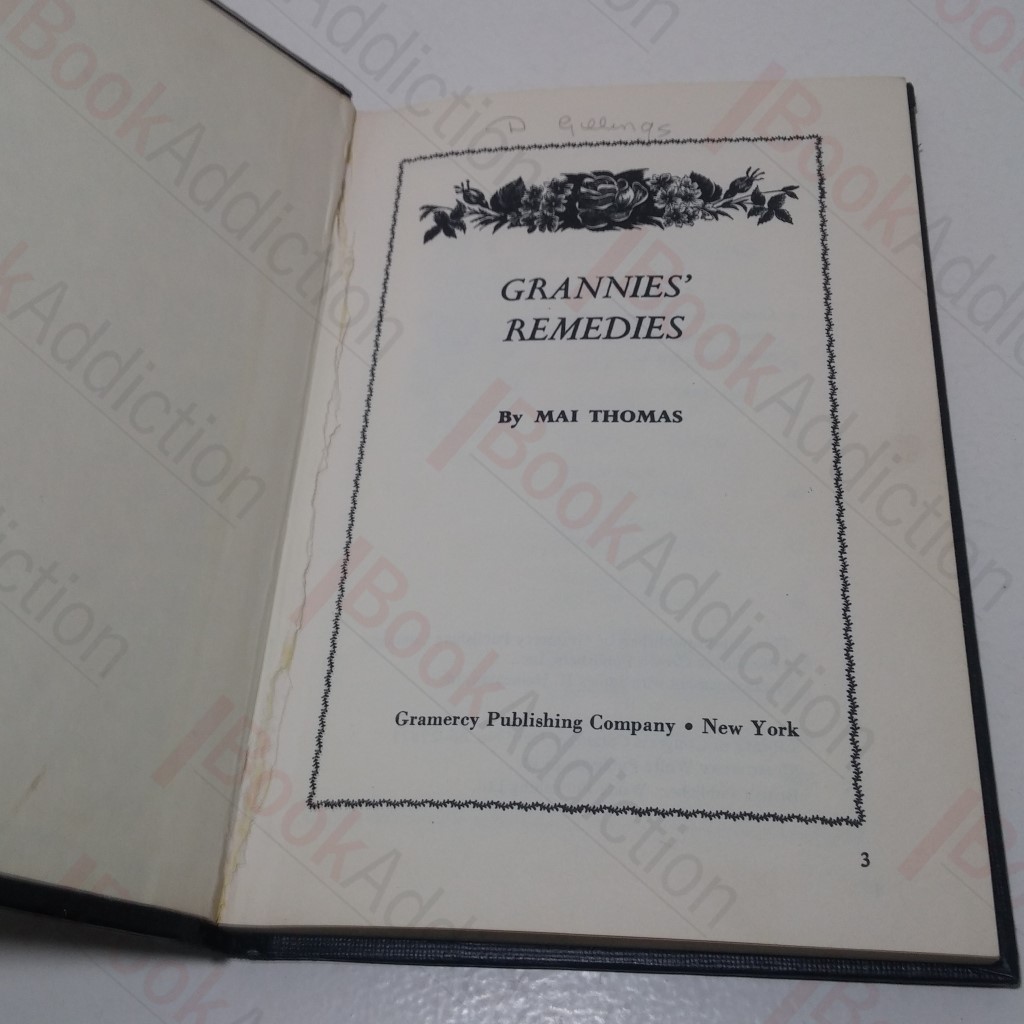 D Gillings
GRANNIES'
REMEDIES
By MAI THOMAS
Gramercy Publishing Company • New York
3
BookAddiction